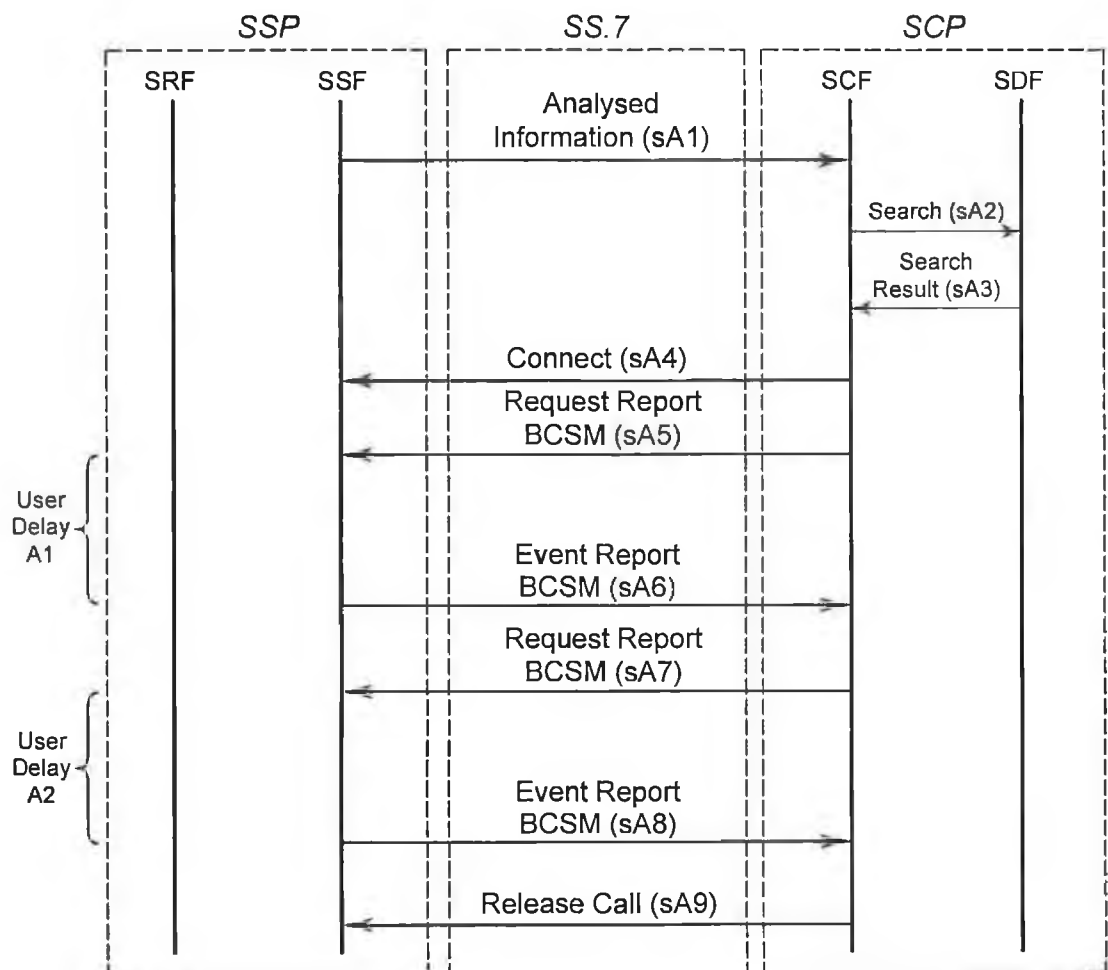 SSP
SS.7
SCP
SRF
SSF
SCF
SDF
Analysed
Information (sA1)
Search (sA2)
Search
Result (sA3)
Connect (sA4)
Request Report
BCSM (sA5)
User
Delay
A1
Event Report
BCSM (sA6)
Request Report
BCSM (sA7)
User
Delay
A2
Event Report
BCSM (sA8)
Release Call (sA9)